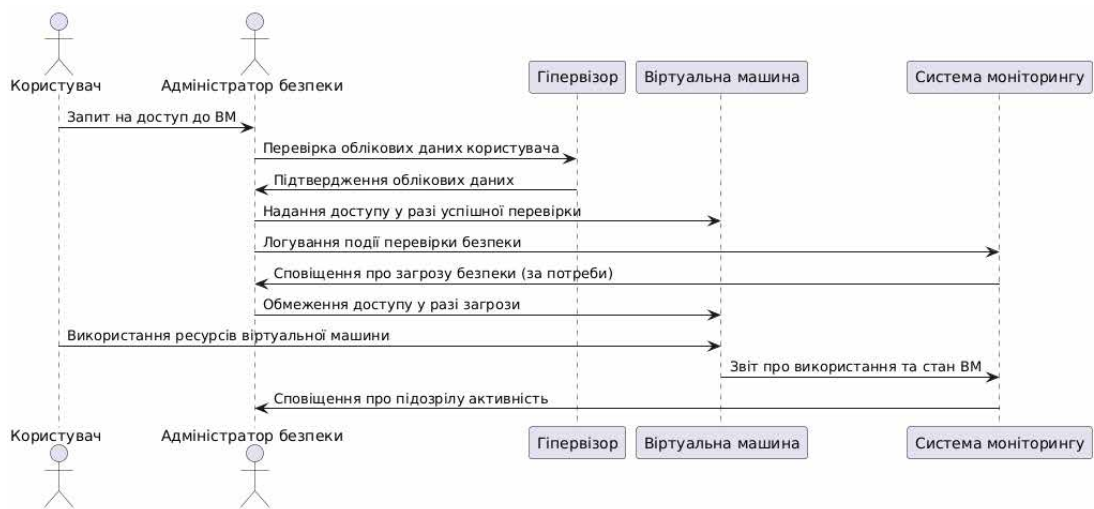 Користувач
Адміністратор безпеки
Гіпервізор
Віртуальна машина
Система моніторингу
Запит на доступ до ВМ
Перевірка облікових даних користувача
Підтвердження облікових даних
Надання доступу у разі успішної перевірки
Логування події перевірки безпеки
Сповіщення про загрозу безпеки (за потреби)
Обмеження доступу у разі загрози
Використання ресурсів віртуальної машини
Звіт про використання та стан ВМ
Сповіщення про підозрілу активність
Користувач
Адміністратор безпеки
Гіпервізор
Віртуальна машина
Система моніторингу